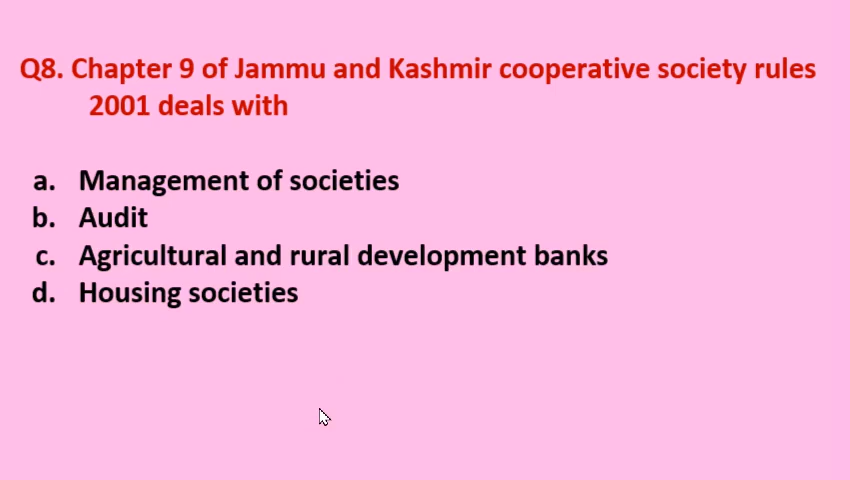 Q8. Chapter 9 of Jammu and Kashmir cooperative society rules
2001 deals with
a. Management of societies
b. Audit
c. Agricultural and rural development banks
d. Housing societies